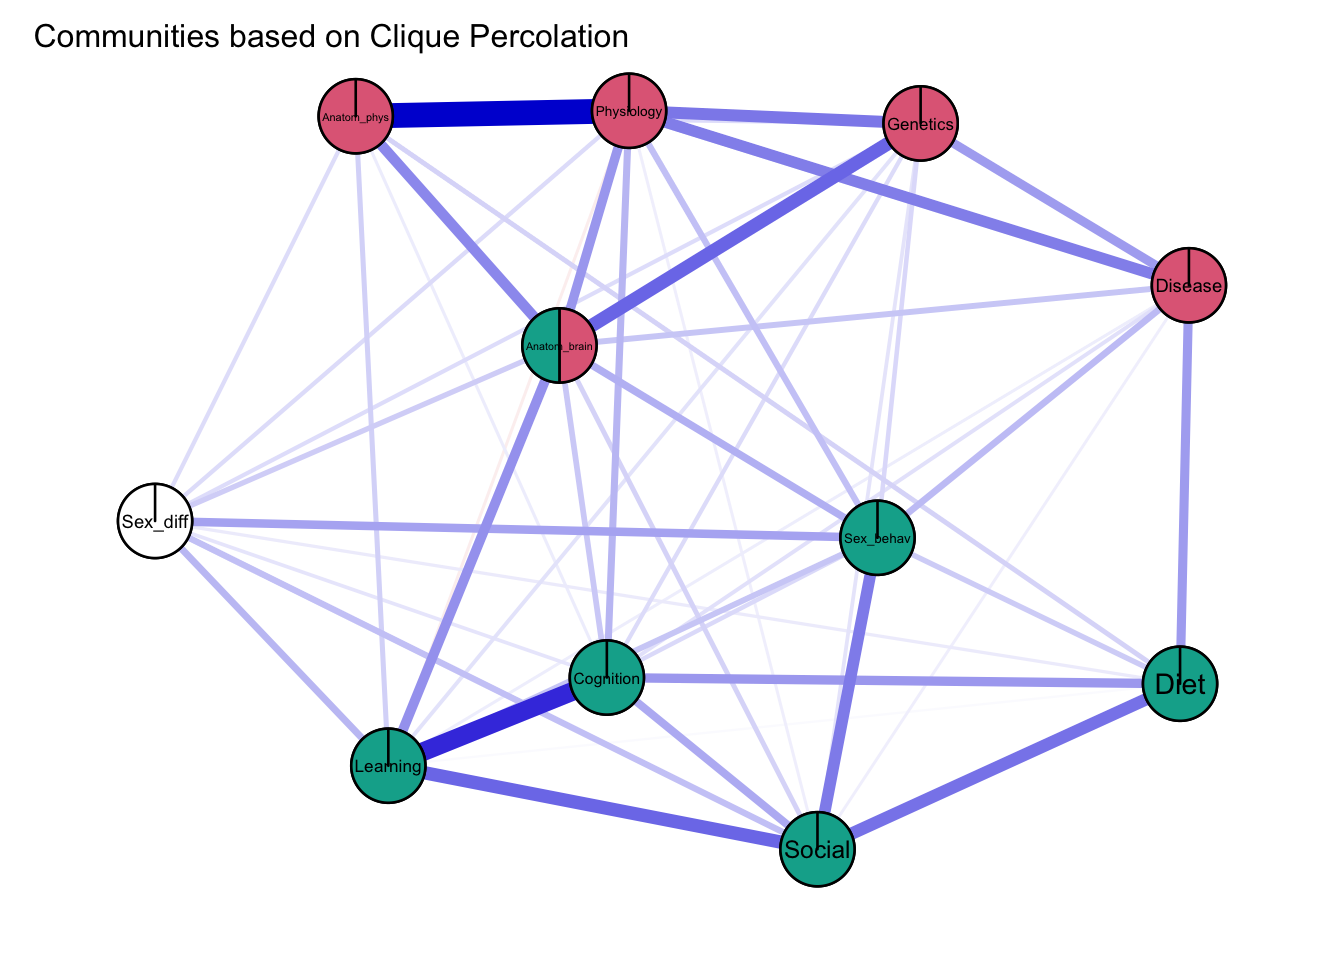 Communities based on Clique Percolation
Anatom_phys
Physiology
Genetics
Disease
Anatom_brain
Sex_diff
Sex_behav
Cognition
Diet
Learning
Social